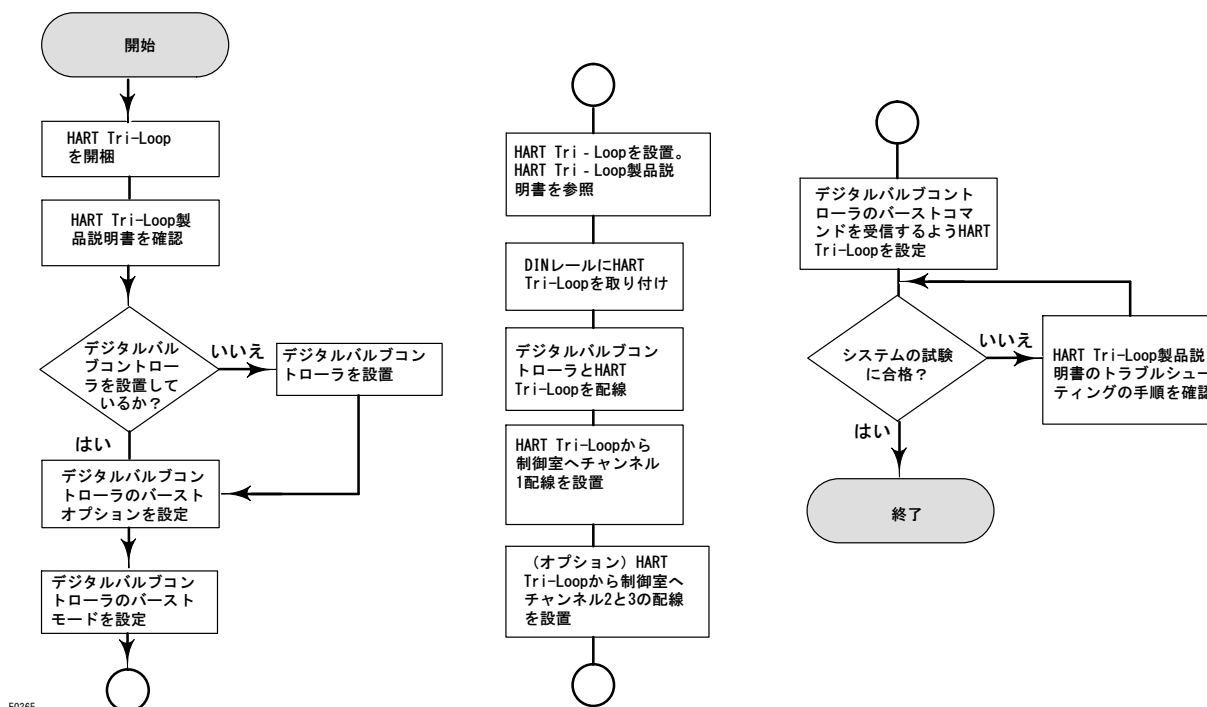 開始
HART Tri-Loop
を開梱
HART Tri-Loop製
品説明書を確認
デジタルバル
ブコントロー
ラを設置して
いるか？
いいえ
デジタルバルブコン
トローラを設置
はい
デジタルバルブコン
トローラのバースト
オプションを設定
デジタルバルブコン
トローラのバースト
モードを設定
HART Tri‐Loopを設置。
HART Tri‐Loop製品説
明書を参照
DINレールにHART
Tri-Loopを取り付け
デジタルバルブコン
トローラとHART
Tri-Loopを配線
HART Tri-Loopから
制御室へチャンネル
1配線を設置
（オプション）HART
Tri-Loopから制御室へ
チャンネル2と3の配線
を設置
デジタルバルブコント
ローラのバーストコマ
ンドを受信するようHART
Tri-Loopを設定
システムの試験
に合格？
いいえ
HART Tri-Loop製品説
明書のトラブルシュー
ティングの手順を確認
はい
終了